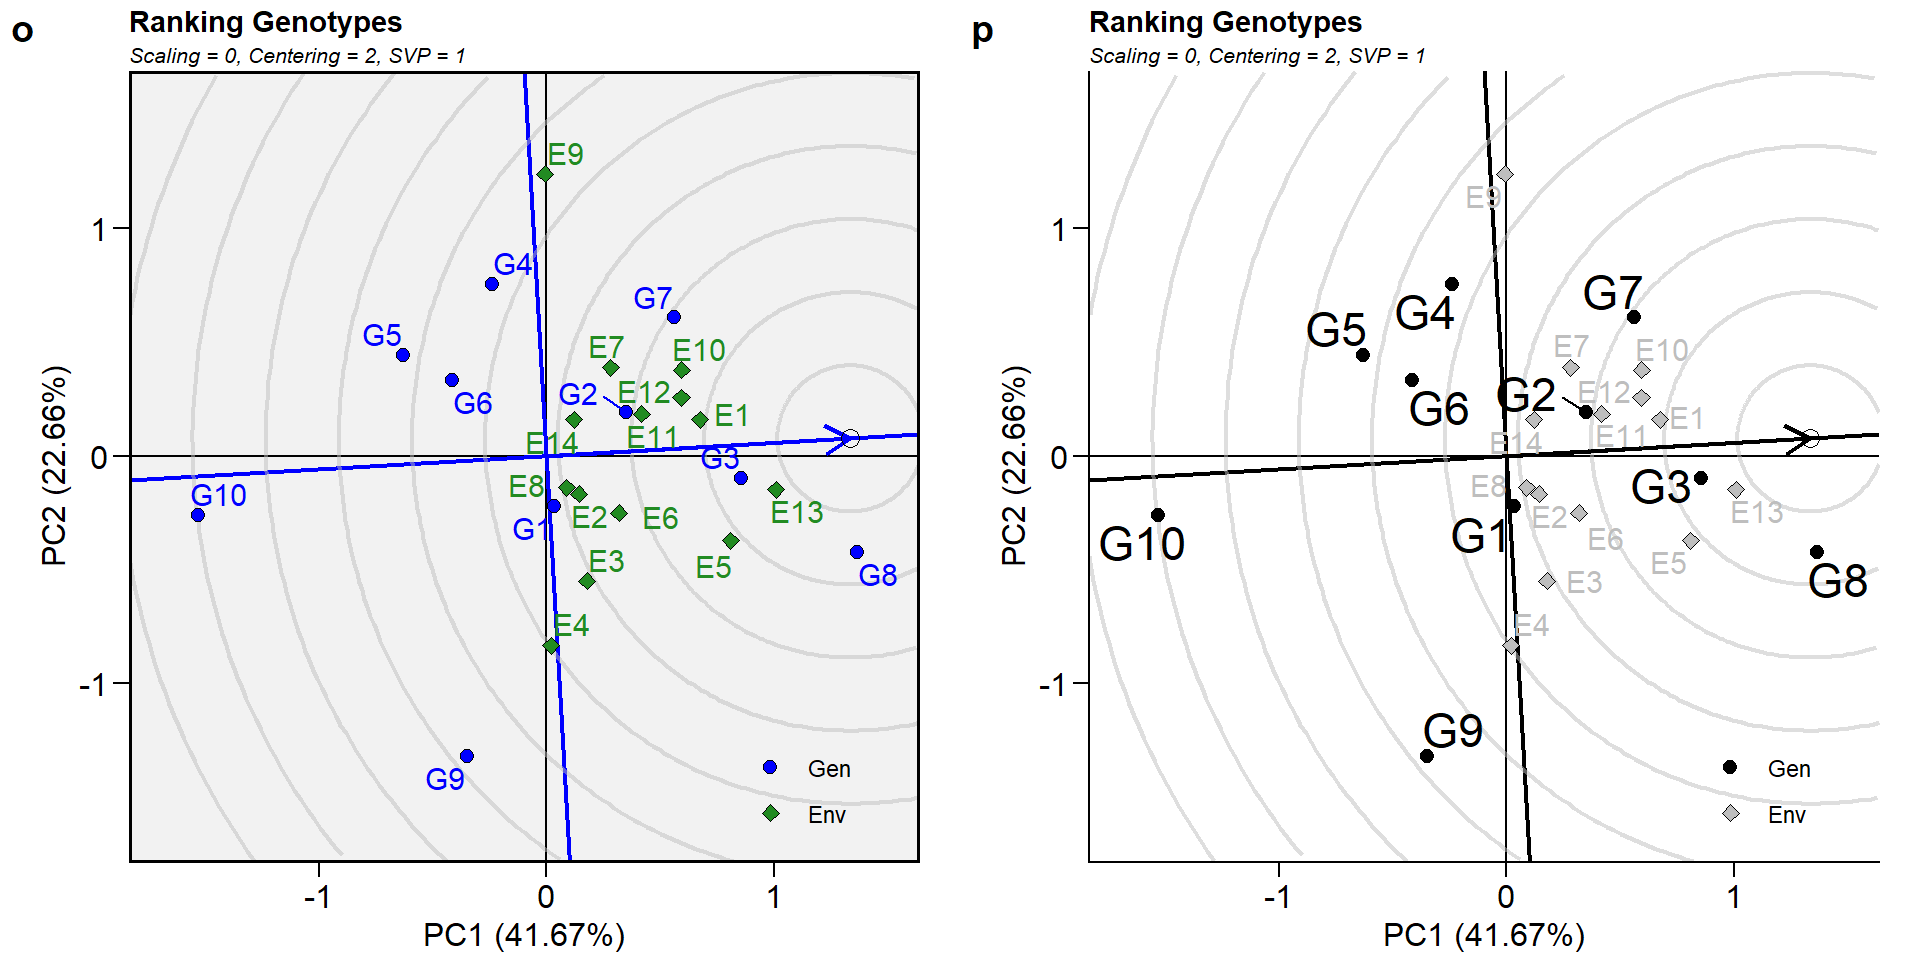 o
Ranking Genotypes
Scaling = 0, Centering = 2, SVP = 1
E9
1
G4
G7
G5
E7
E10
G2
E12
G6
E1
E11
E14
0
G3
G10
E8
E13
G1
E2
E6
E3
E5
G8
E4
-1
G9
Gen
Env
-1
0
1
PC1 (41.67%)
PC2 (22.66%)
p
Ranking Genotypes
Scaling = 0, Centering = 2, SVP = 1
E9
1
G7
G4
G5
E7
E10
G2
E12
G6
E1
E11
E14
0
G3
E8
E13
E2
G10
G1
E6
E5
E3
G8
E4
-1
G9
Gen
Env
-1
0
1
PC1 (41.67%)
PC2 (22.66%)